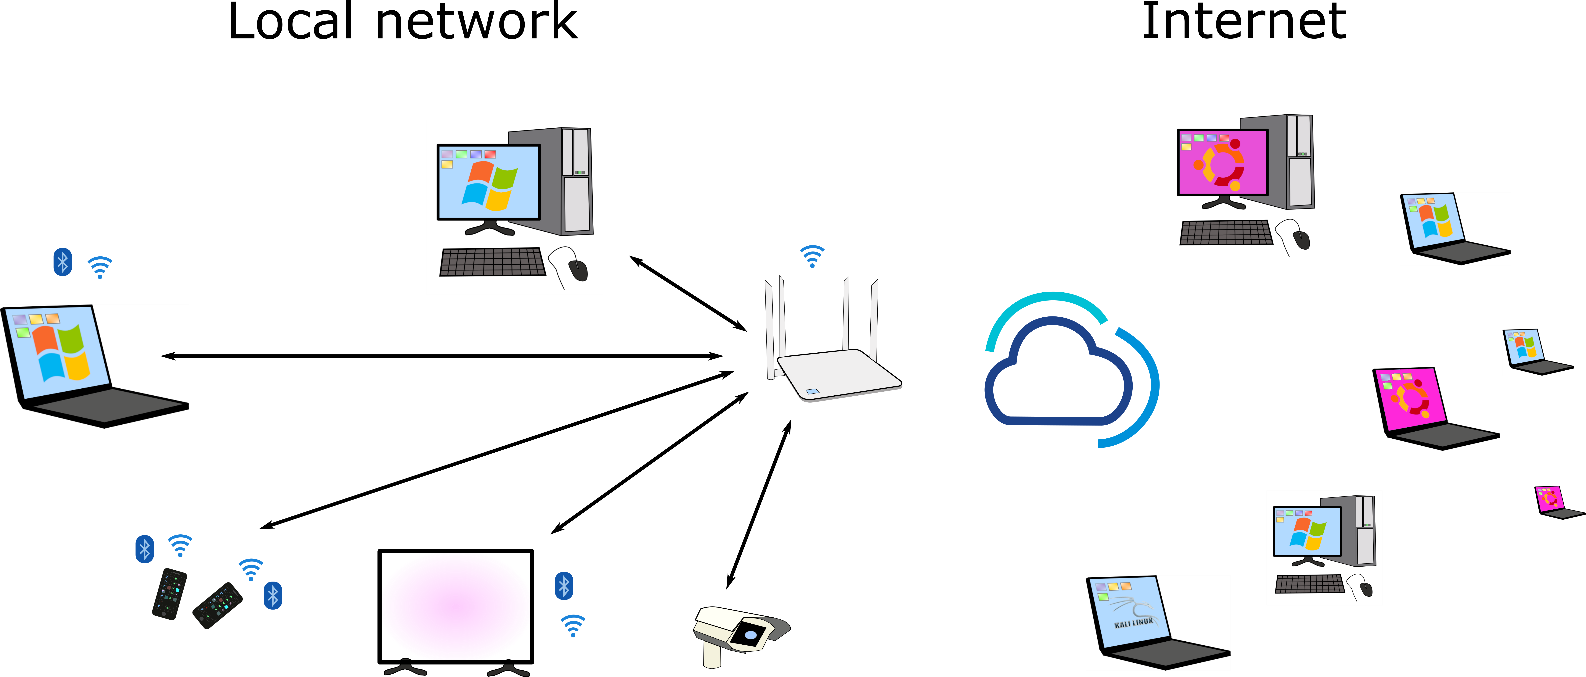 Local network
Internet
KALI LINUX